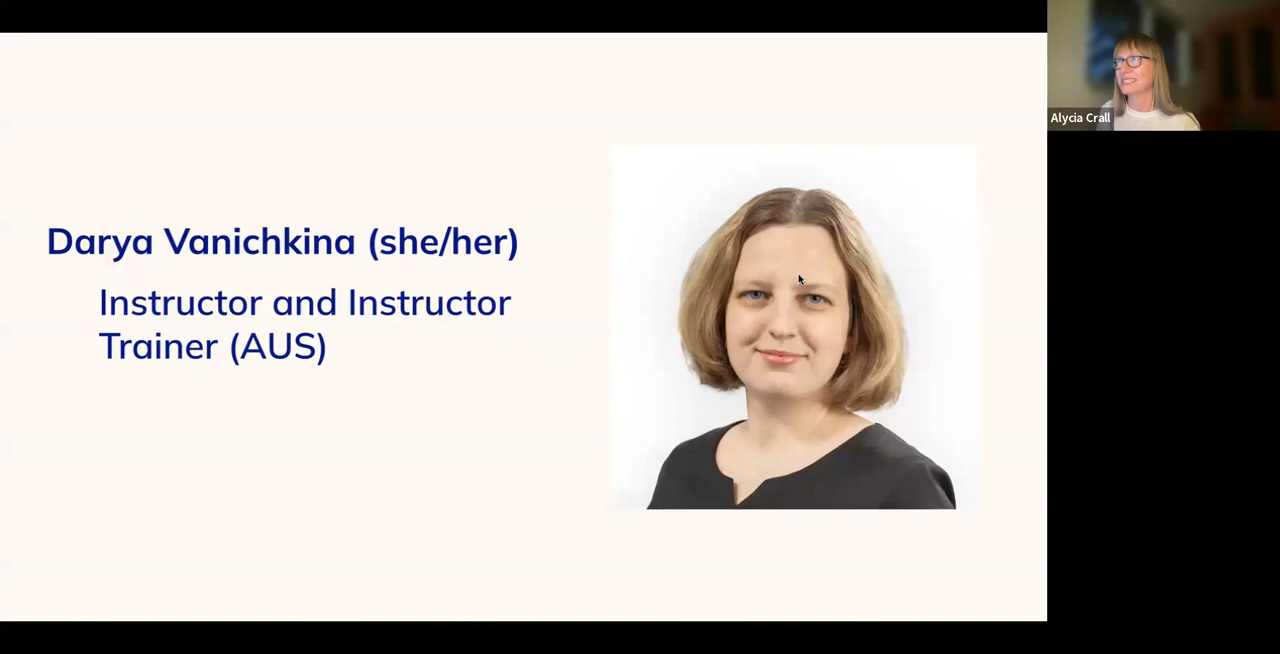 Darya Vanichkina (she/her)
Instructor and Instructor
Trainer (AUS)
Alycia Crall